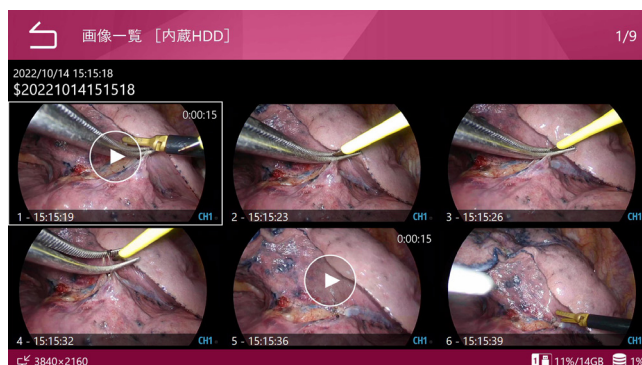 画像一覧 [内蔵HDD]
1/9
2022/10/14 15:15:18
$20221014151518
0:00:15
1 - 15:15:19 CH1
2 - 15:15:23 CH1
3 - 15:15:26 CH1
4 - 15:15:32 CH1
0:00:15
5 - 15:15:36 CH1
6 - 15:15:39 CH1
3840×2160
1 11%/14GB 1%